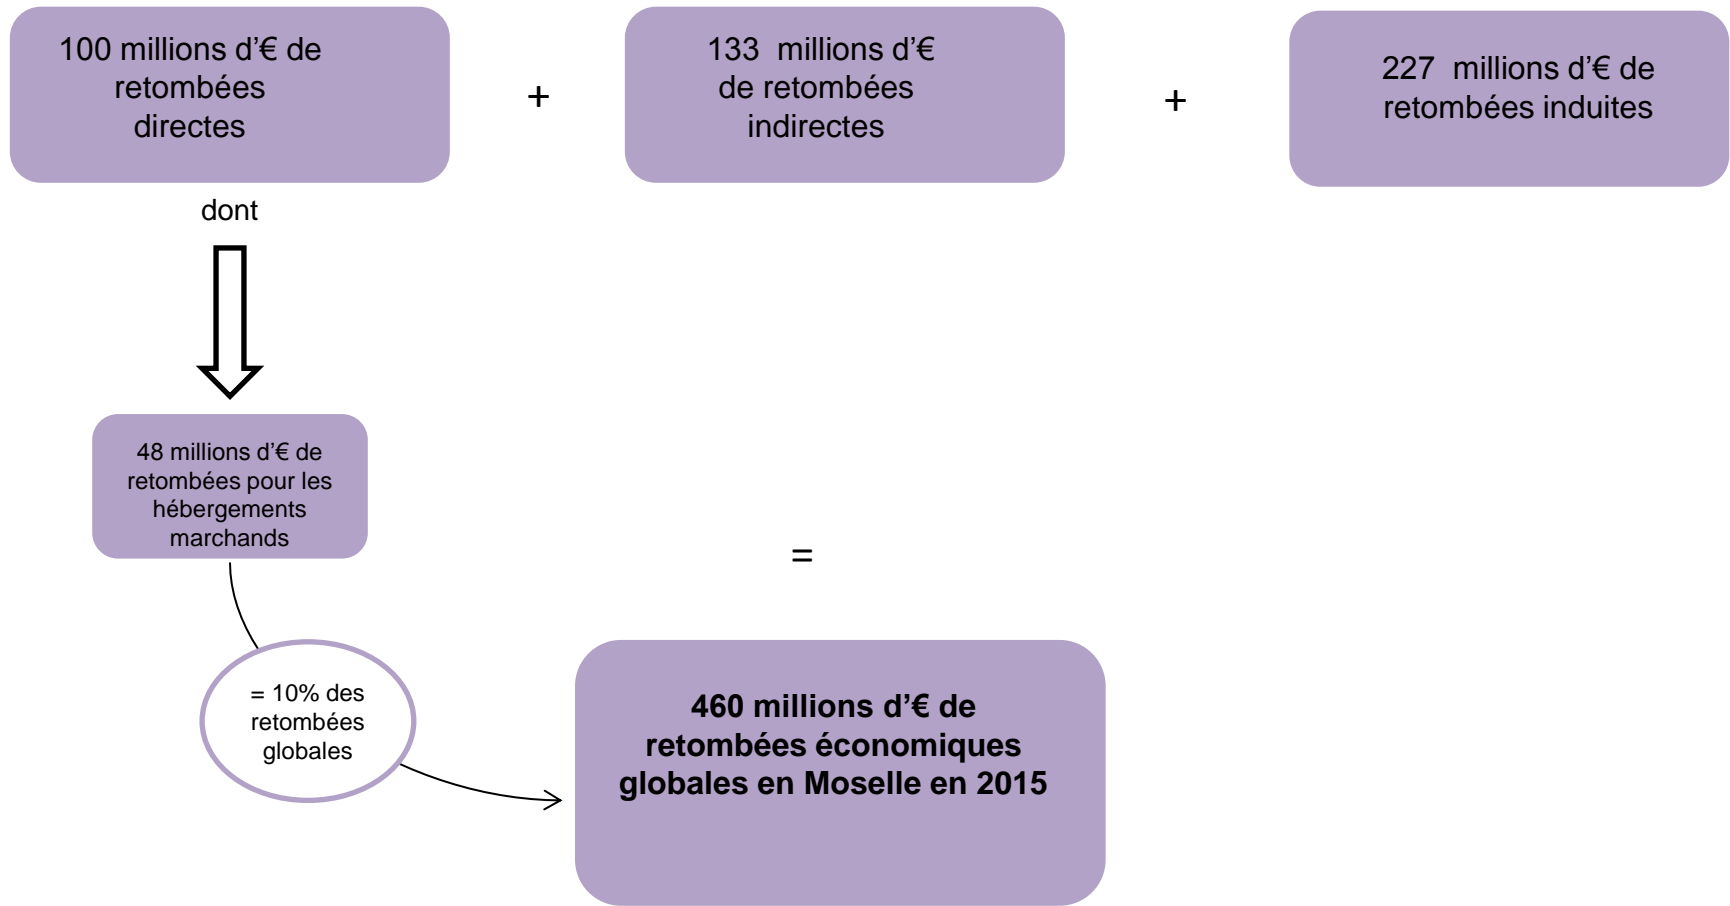 100 millions d'€ de
retombées
directes
+
133 millions d'€
de retombées
indirectes
+
227 millions d'€ de
retombées induites
dont
48 millions d'€ de
retombées pour les
hébergements
marchands
=
= 10% des
retombées
globales
460 millions d'€ de
retombées économiques
globales en Moselle en 2015